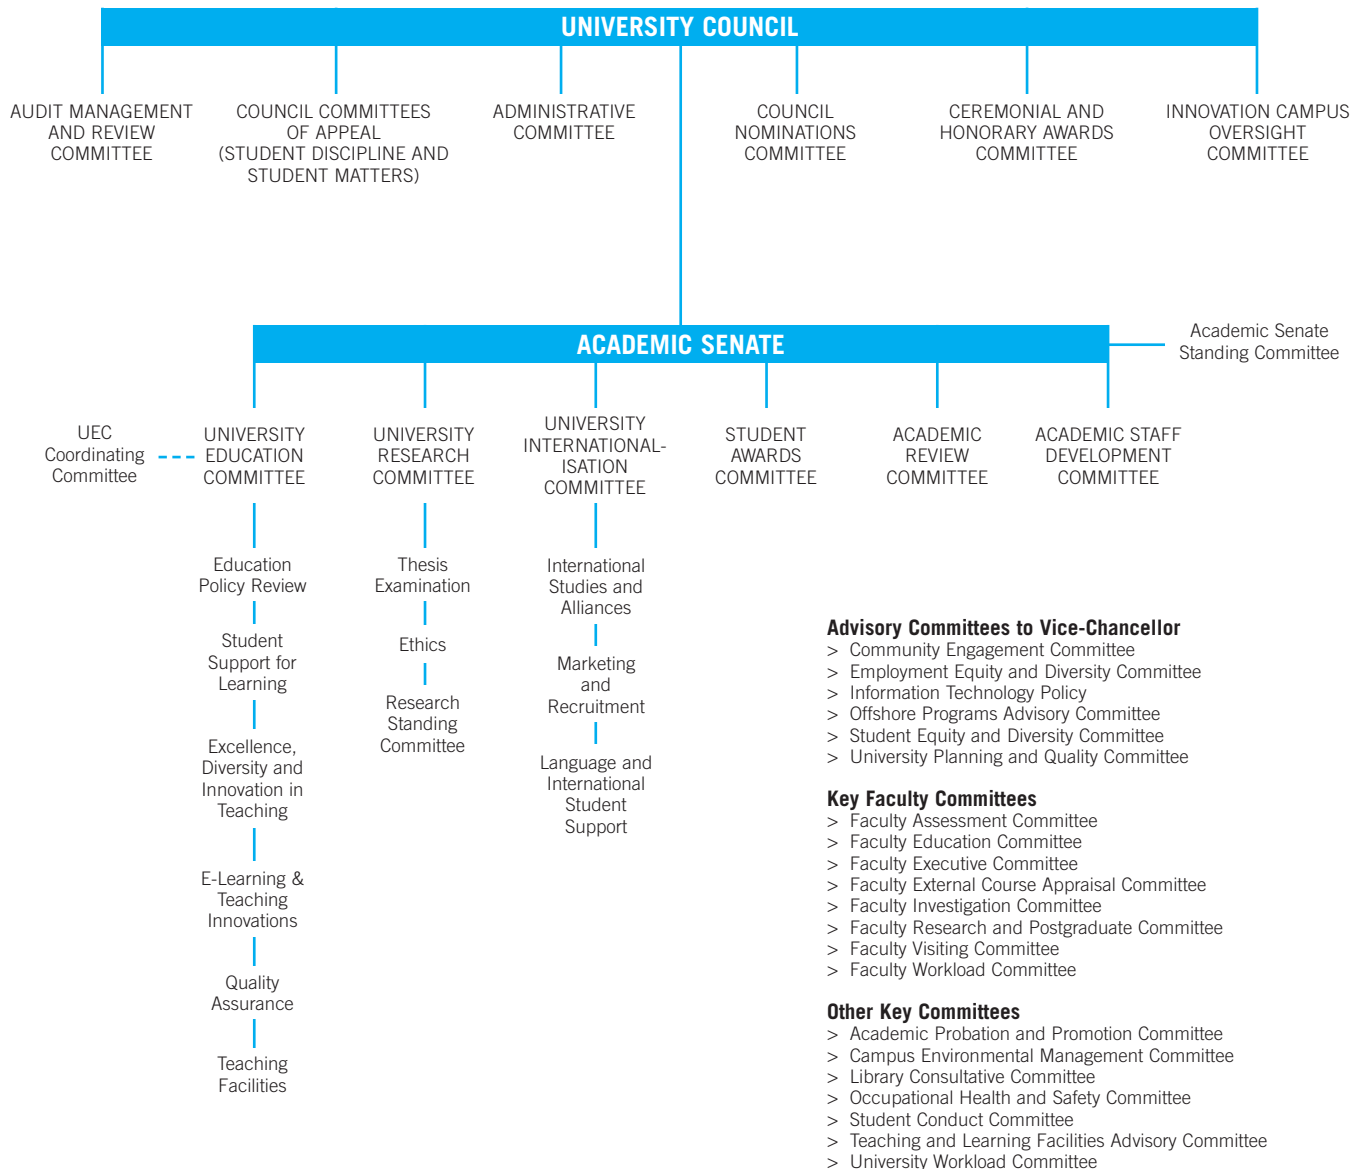 UNIVERSITY COUNCIL
AUDIT MANAGEMENT
AND REVIEW
COMMITTEE
COUNCIL COMMITTEES
OF APPEAL
(STUDENT DISCIPLINE AND
STUDENT MATTERS)
ADMINISTRATIVE
COMMITTEE
COUNCIL
NOMINATIONS
COMMITTEE
CEREMONIAL AND
HONORARY AWARDS
COMMITTEE
INNOVATION CAMPUS
OVERSIGHT
COMMITTEE
ACADEMIC SENATE
Academic Senate
Standing Committee
UEC
Coordinating
Committee
UNIVERSITY
EDUCATION
COMMITTEE
UNIVERSITY
RESEARCH
COMMITTEE
UNIVERSITY
INTERNATIONAL-
ISATION
COMMITTEE
STUDENT
AWARDS
COMMITTEE
ACADEMIC
REVIEW
COMMITTEE
ACADEMIC STAFF
DEVELOPMENT
COMMITTEE
Education
Policy Review
Student
Support for
Learning
Excellence,
Diversity and
Innovation in
Teaching
E-Learning &
Teaching
Innovations
Quality
Assurance
Teaching
Facilities
Thesis
Examination
Ethics
Research
Standing
Committee
International
Studies and
Alliances
Marketing
and
Recruitment
Language and
International
Student
Support
Advisory Committees to Vice-Chancellor
> Community Engagement Committee
> Employment Equity and Diversity Committee
> Information Technology Policy
> Offshore Programs Advisory Committee
> Student Equity and Diversity Committee
> University Planning and Quality Committee
Key Faculty Committees
> Faculty Assessment Committee
> Faculty Education Committee
> Faculty Executive Committee
> Faculty External Course Appraisal Committee
> Faculty Investigation Committee
> Faculty Research and Postgraduate Committee
> Faculty Visiting Committee
> Faculty Workload Committee
Other Key Committees
> Academic Probation and Promotion Committee
> Campus Environmental Management Committee
> Library Consultative Committee
> Occupational Health and Safety Committee
> Student Conduct Committee
> Teaching and Learning Facilities Advisory Committee
> University Workload Committee